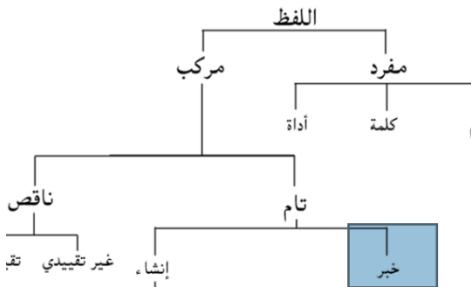 اللفظ
مفرد مركب
كلمة أداة
تام ناقص
خبر إنشاء غير تقييدي